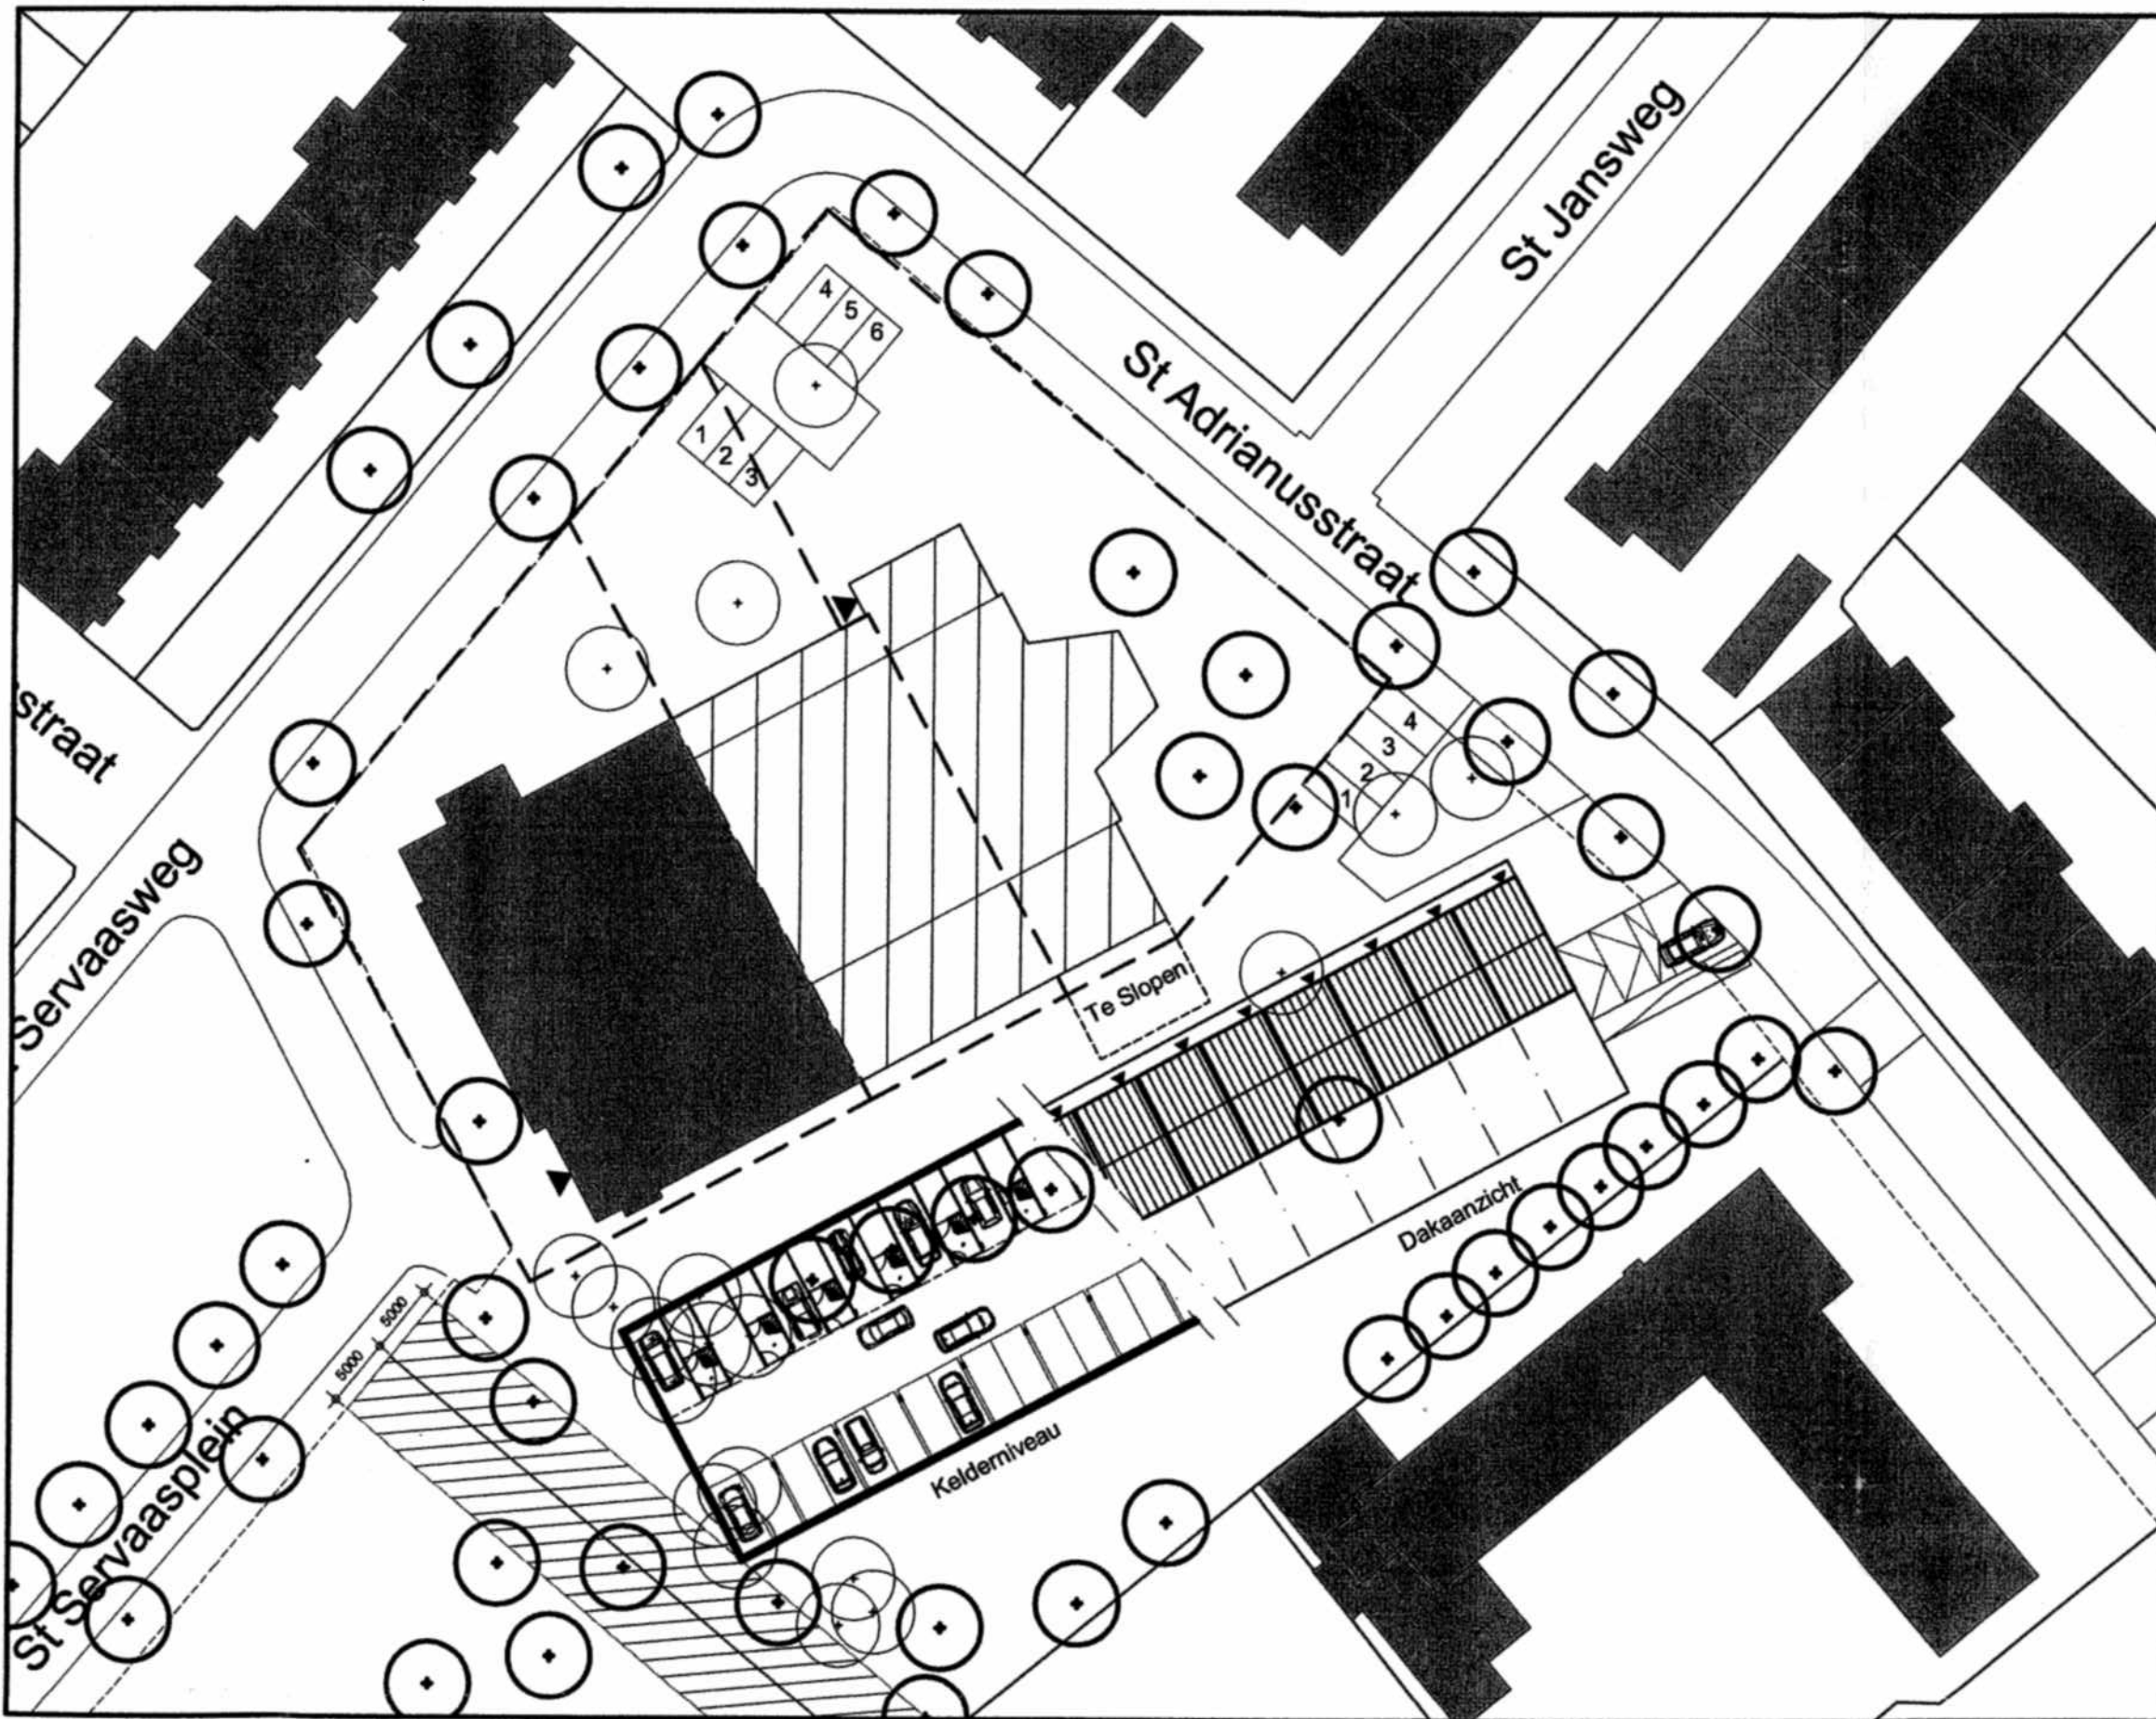 St Jansweg
St Adrianusstraat
4
5
6
1
2
3
4
3
2
1
straat
Servaasweg
Te Slopen
Dakaanzicht
Kelderniveau
5000
5000
St Servaasplein